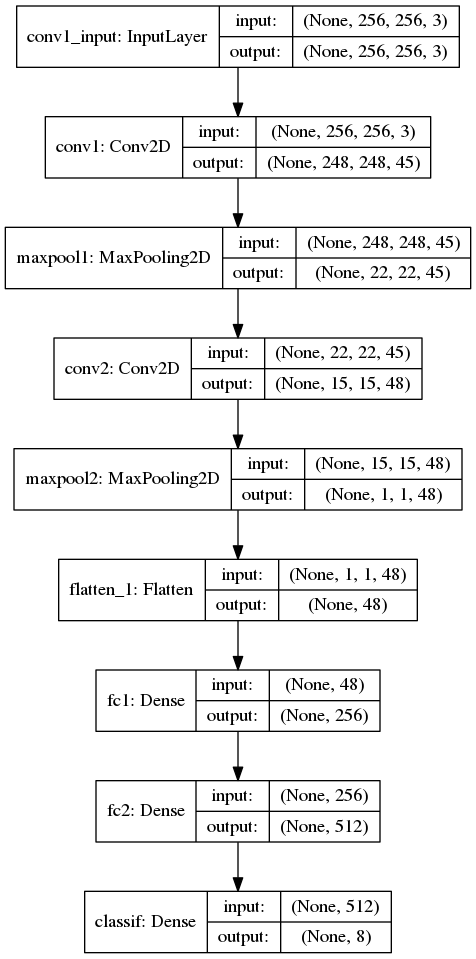 conv1_input: InputLayer
input: (None, 256, 256, 3)
output: (None, 256, 256, 3)
conv1: Conv2D
input: (None, 256, 256, 3)
output: (None, 248, 248, 45)
maxpool1: MaxPooling2D
input: (None, 248, 248, 45)
output: (None, 22, 22, 45)
conv2: Conv2D
input: (None, 22, 22, 45)
output: (None, 15, 15, 48)
maxpool2: MaxPooling2D
input: (None, 15, 15, 48)
output: (None, 1, 1, 48)
flatten_1: Flatten
input: (None, 1, 1, 48)
output: (None, 48)
fc1: Dense
input: (None, 48)
output: (None, 256)
fc2: Dense
input: (None, 256)
output: (None, 512)
classif: Dense
input: (None, 512)
output: (None, 8)